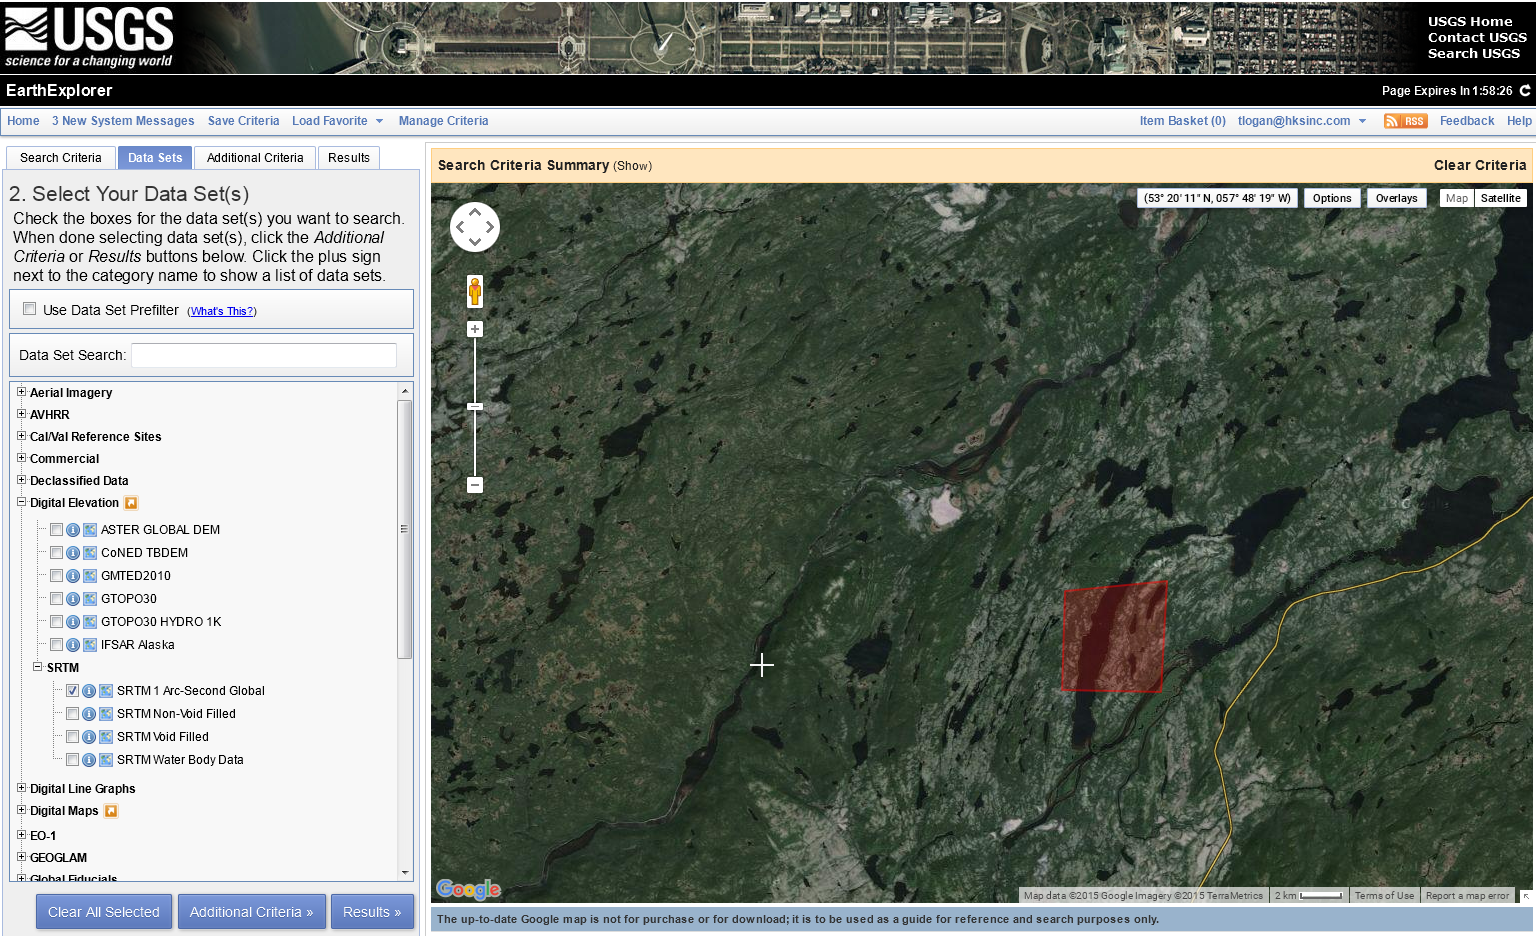 USGS
science for a changing world
USGS Home
Contact USGS
Search USGS
EarthExplorer
Page Expires In 1:58:26
Home 3 New System Messages Save Criteria Load Favorite Manage Criteria
Item Basket (0) tlogan@hksinc.com RSS Feedback Help
Search Criteria Data Sets Additional Criteria Results
2. Select Your Data Set(s)
Check the boxes for the data set(s) you want to search.
When done selecting data set(s), click the Additional
Criteria or Results buttons below. Click the plus sign
next to the category name to show a list of data sets.
Use Data Set Prefilter (What's This?)
Data Set Search:
Aerial Imagery
AVHRR
Cal/Val Reference Sites
Commercial
Declassified Data
Digital Elevation
ASTER GLOBAL DEM
CoNED TBDEM
GMTED2010
GTOPO30
GTOPO30 HYDRO 1K
IFSAR Alaska
SRTM
SRTM 1 Arc-Second Global
SRTM Non-Void Filled
SRTM Void Filled
SRTM Water Body Data
Digital Line Graphs
Digital Maps
EO-1
GEOGLAM
Global Fiducials
Clear All Selected Additional Criteria » Results »
Search Criteria Summary (Show) Clear Criteria
(53° 20' 11" N, 057° 48' 19" W) Options Overlays Map Satellite
Google
Map data ©2015 Google Imagery ©2015 TerraMetrics 2 km Terms of Use Report a map error
The up-to-date Google map is not for purchase or for download; it is to be used as a guide for reference and search purposes only.